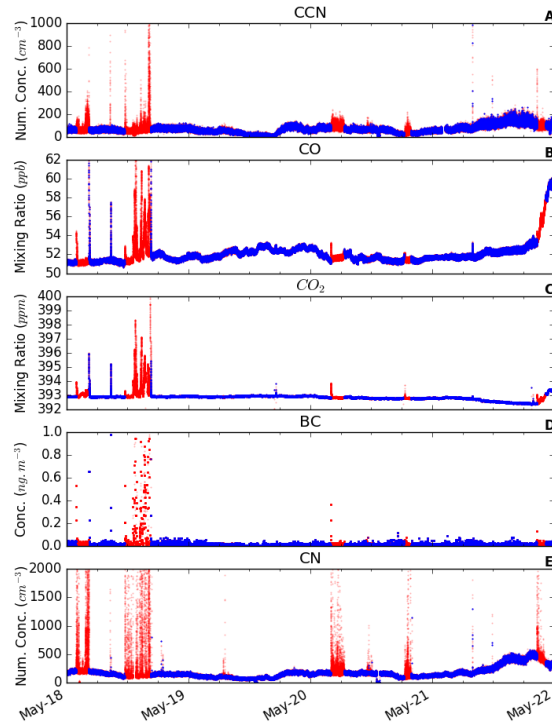 CCN
A
Num. Conc. (cm⁻³)
1000
800
600
400
200
0
CO
B
Mixing Ratio (ppb)
62
60
58
56
54
52
50
CO₂
C
Mixing Ratio (ppm)
400
399
398
397
396
395
394
393
392
BC
D
Conc. (ng.m⁻³)
1.0
0.8
0.6
0.4
0.2
0.0
CN
E
Num. Conc. (cm⁻³)
2000
1500
1000
500
0
May-18
May-19
May-20
May-21
May-22